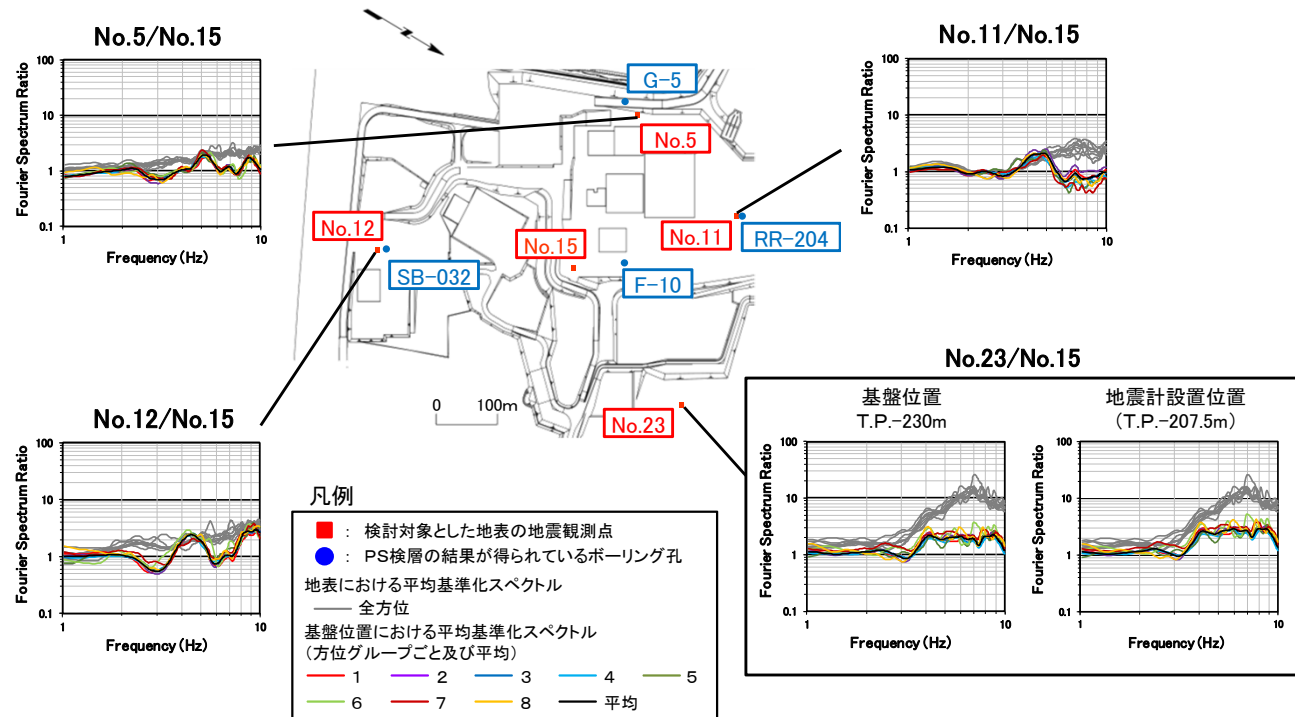 No.5/No.15
Fourier Spectrum Ratio
100
10
1
0.1
1
10
Frequency (Hz)
N
G-5
No.5
No.12
SB-032
No.15
F-10
No.11
RR-204
No.23
0 100m
No.11/No.15
Fourier Spectrum Ratio
100
10
1
0.1
1
10
Frequency (Hz)
No.12/No.15
Fourier Spectrum Ratio
100
10
1
0.1
1
10
Frequency (Hz)
No.23/No.15
基盤位置
T.P.-230m
Fourier Spectrum Ratio
100
10
1
0.1
1
10
Frequency (Hz)
地震計設置位置
(T.P.-207.5m)
Fourier Spectrum Ratio
100
10
1
0.1
1
10
Frequency (Hz)
凡例
: 検討対象とした地表の地震観測点
: PS検層の結果が得られているボーリング孔
地表における平均基準化スペクトル
全方位
基盤位置における平均基準化スペクトル
(方位グループごと及び平均)
1 2 3 4 5
6 7 8 平均